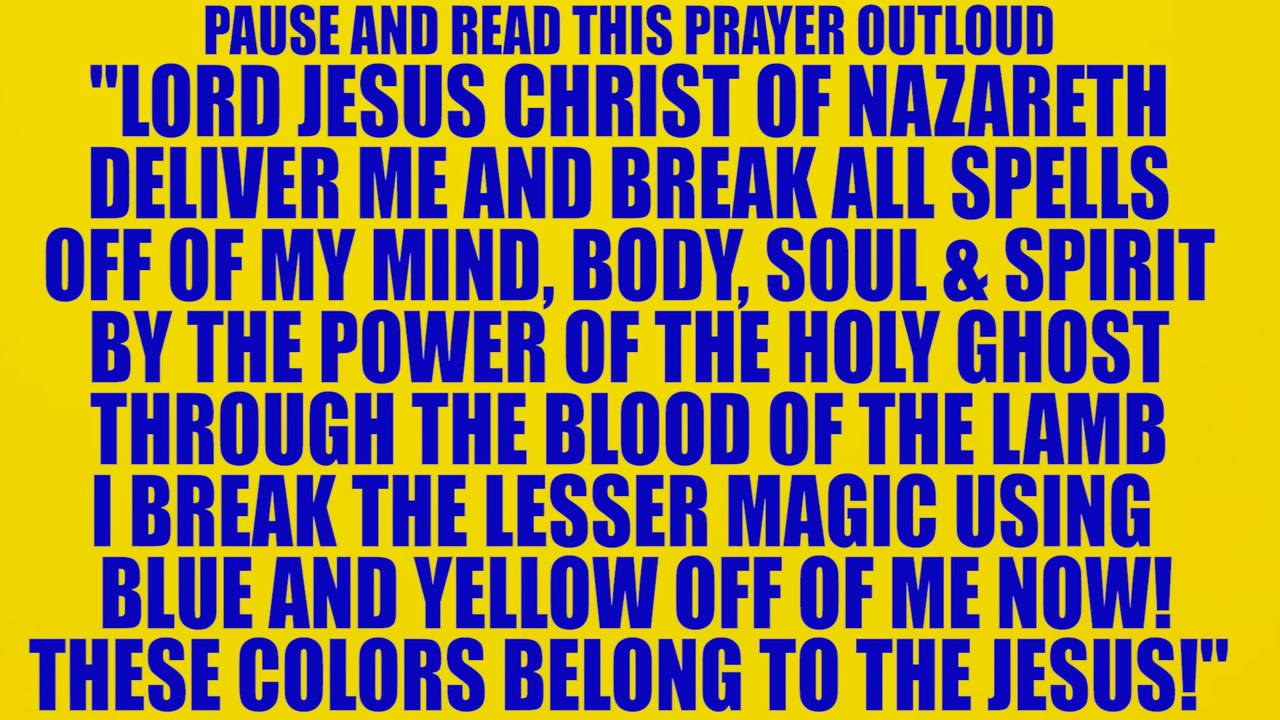 PAUSE AND READ THIS PRAYER OUTLOUD
"LORD JESUS CHRIST OF NAZARETH
DELIVER ME AND BREAK ALL SPELLS
OFF OF MY MIND, BODY, SOUL & SPIRIT
BY THE POWER OF THE HOLY GHOST
THROUGH THE BLOOD OF THE LAMB
I BREAK THE LESSER MAGIC USING
BLUE AND YELLOW OFF OF ME NOW!
THESE COLORS BELONG TO THE JESUS!"